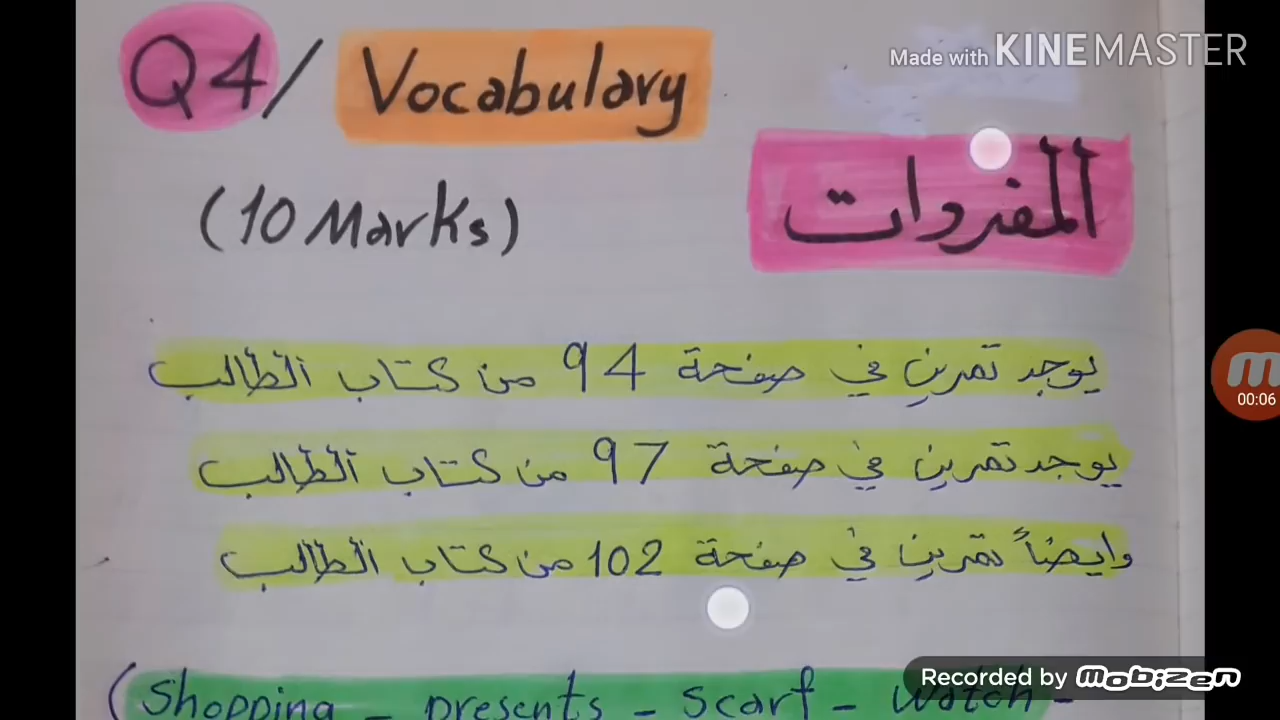 Made with KINEMASTER
Q4/ Vocabulary
المفردات
(10 Marks)
يوجد تمرين في صفحة 94 من كتاب الطالب
يوجد تمرين في صفحة 97 من كتاب الطالب
00:06
وايضاً تمرين في صفحة 102 من كتاب الطالب
(Shopping - presents - scarf - watch -
Recorded by mobizen